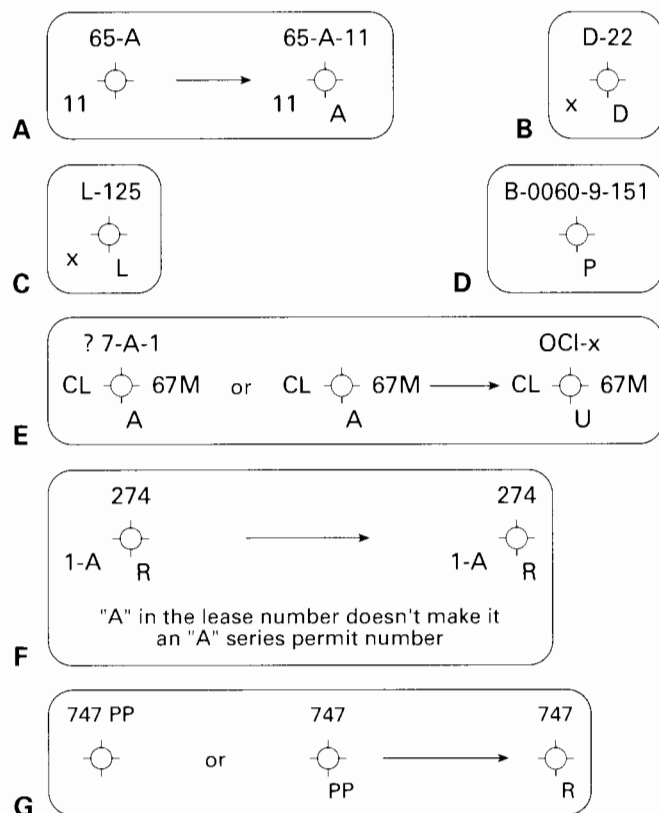 65-A 65-A-11
11 11 A
A
D-22
x D
B
L-125
x L
C
B-0060-9-151
P
D
? 7-A-1 OCI-x
CL 67M or CL 67M CL 67M
A A U
E
274 274
1-A R 1-A R
"A" in the lease number doesn't make it
an "A" series permit number
F
747 PP 747 747
or
PP R
G